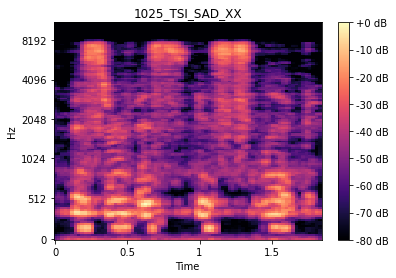 1025_TSI_SAD_XX
Hz
8192
4096
2048
1024
512
0
0
0.5
1
1.5
Time
+0 dB
-10 dB
-20 dB
-30 dB
-40 dB
-50 dB
-60 dB
-70 dB
-80 dB